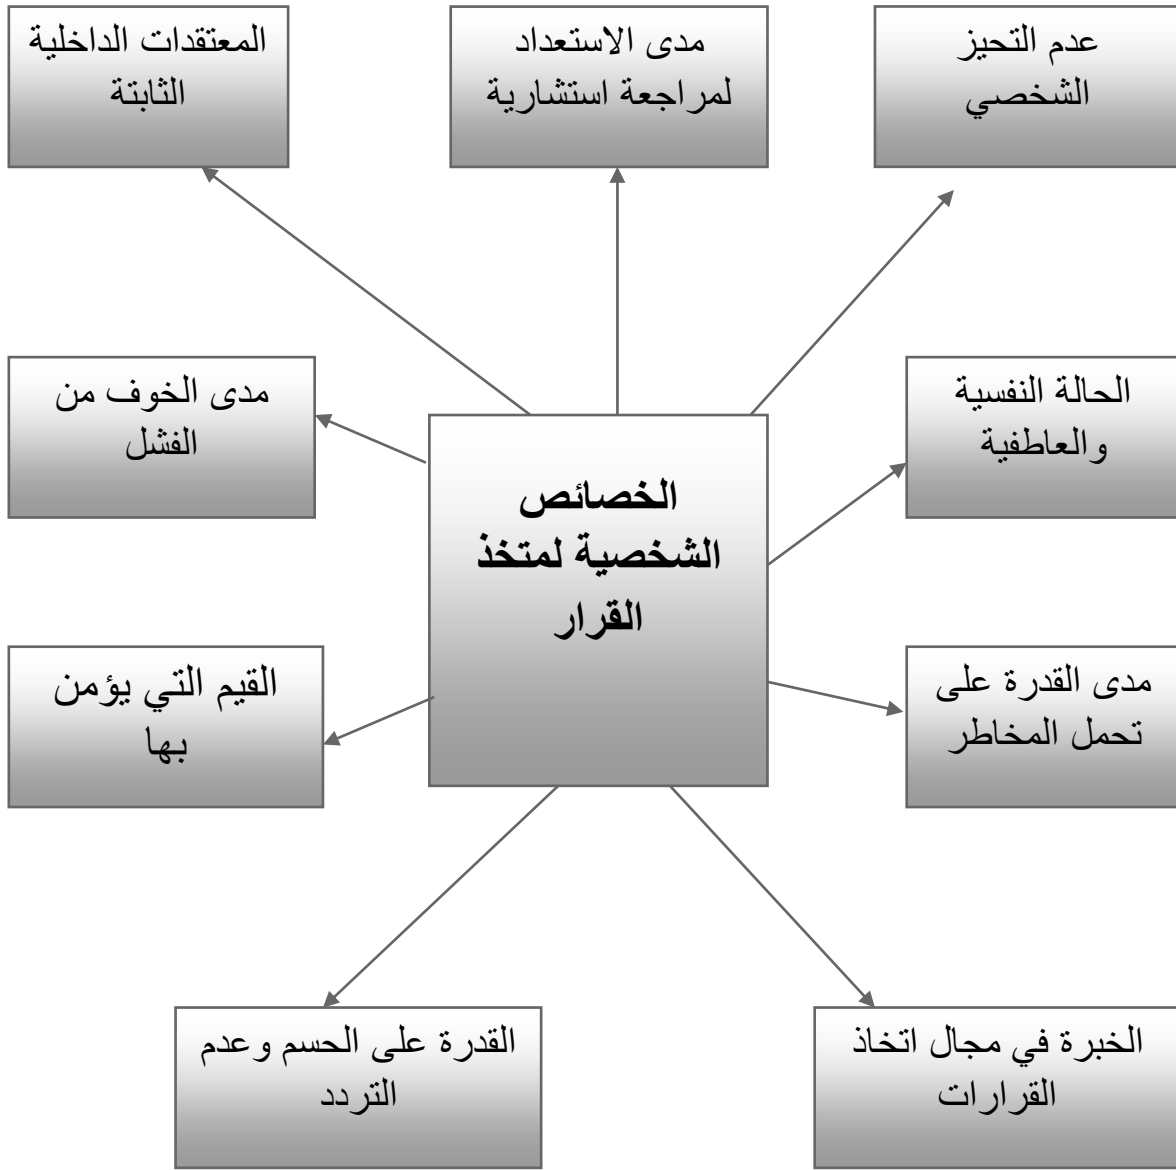 عدم التحيز
الشخصي
مدى الاستعداد
لمراجعة استشارية
المعتقدات الداخلية
الثابتة
الحالة النفسية
والعاطفية
مدى الخوف من
الفشل
الخصائص
الشخصية لمتخذ
القرار
مدى القدرة على
تحمل المخاطر
القيم التي يؤمن
بها
الخبرة في مجال اتخاذ
القرارات
القدرة على الحسم وعدم
التردد